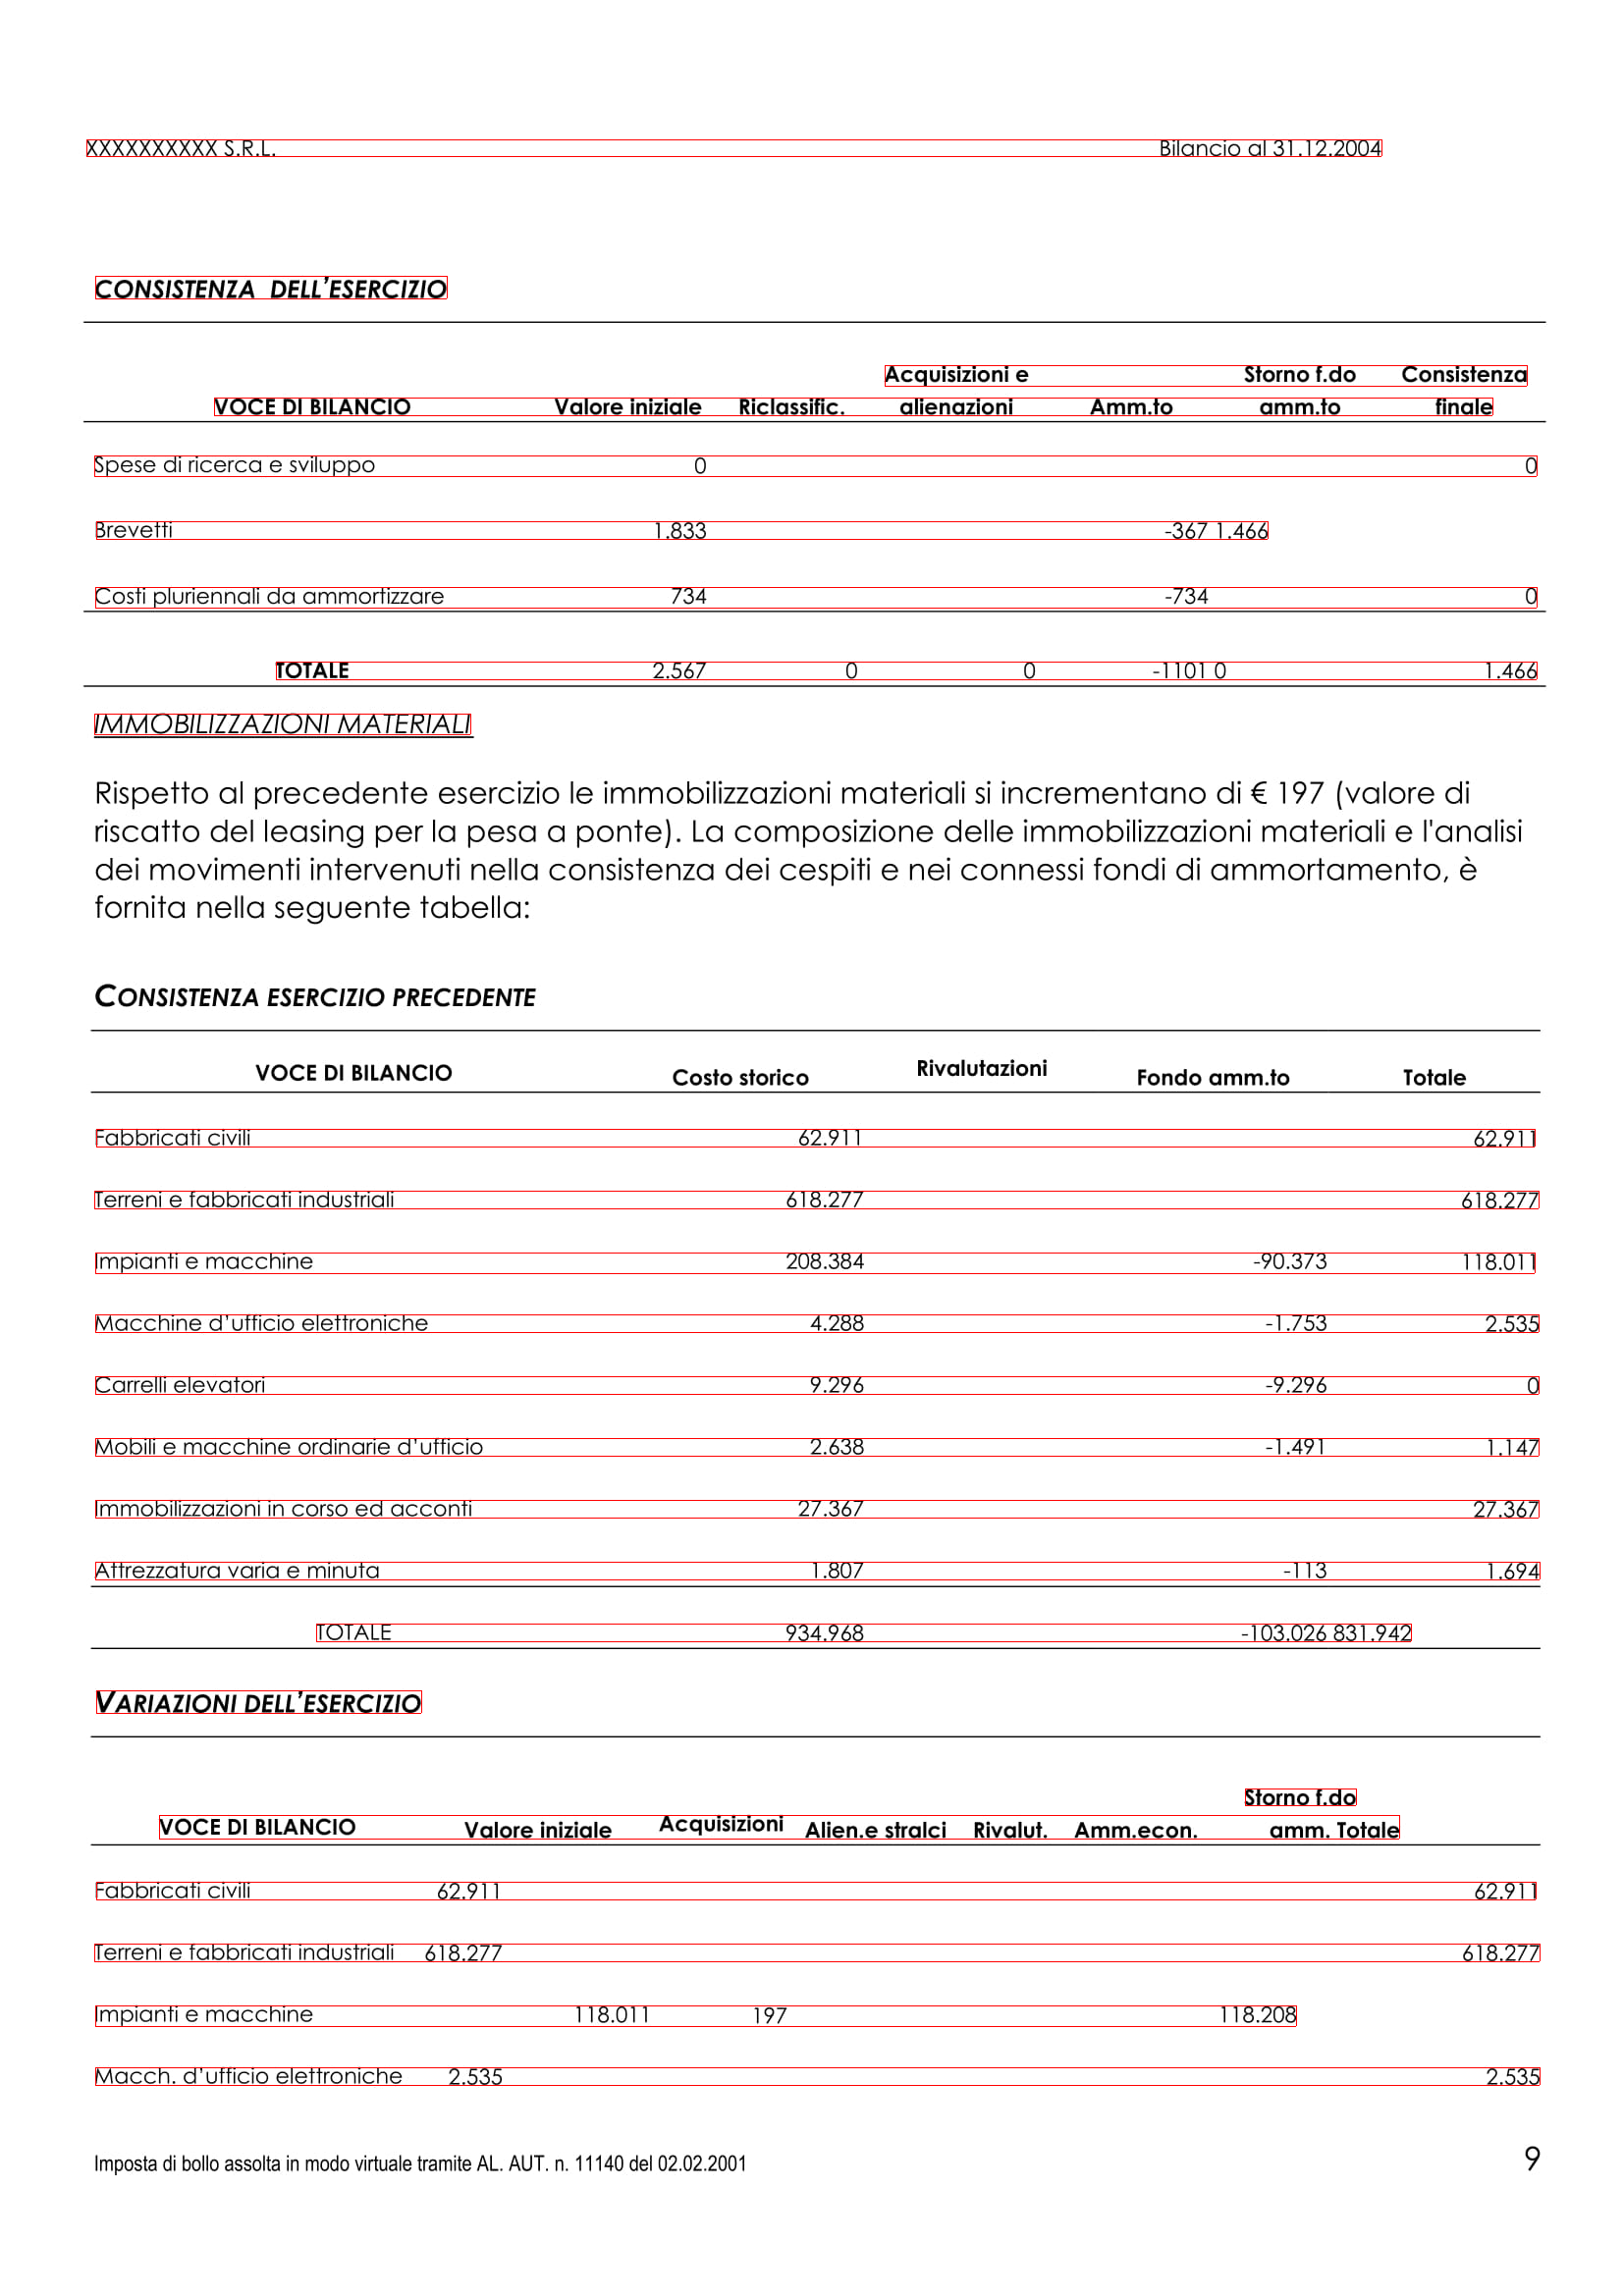 XXXXXXXXXX S.R.L. Bilancio al 31.12.2004
CONSISTENZA DELL’ESERCIZIO
Acquisizioni e Storno f.do Consistenza
VOCE DI BILANCIO Valore iniziale Riclassific. alienazioni Amm.to amm.to finale
Spese di ricerca e sviluppo 0 0
Brevetti 1.833 -367 1.466
Costi pluriennali da ammortizzare 734 -734 0
TOTALE 2.567 0 0 -1101 0 1.466
IMMOBILIZZAZIONI MATERIALI
Rispetto al precedente esercizio le immobilizzazioni materiali si incrementano di € 197 (valore di
riscatto del leasing per la pesa a ponte). La composizione delle immobilizzazioni materiali e l'analisi
dei movimenti intervenuti nella consistenza dei cespiti e nei connessi fondi di ammortamento, è
fornita nella seguente tabella:
CONSISTENZA ESERCIZIO PRECEDENTE
VOCE DI BILANCIO Costo storico Rivalutazioni Fondo amm.to Totale
Fabbricati civili 62.911 62.911
Terreni e fabbricati industriali 618.277 618.277
Impianti e macchine 208.384 -90.373 118.011
Macchine d’ufficio elettroniche 4.288 -1.753 2.535
Carrelli elevatori 9.296 -9.296 0
Mobili e macchine ordinarie d’ufficio 2.638 -1.491 1.147
Immobilizzazioni in corso ed acconti 27.367 27.367
Attrezzatura varia e minuta 1.807 -113 1.694
TOTALE 934.968 -103.026 831.942
VARIAZIONI DELL’ESERCIZIO
Storno f.do
VOCE DI BILANCIO Valore iniziale Acquisizioni Alien.e stralci Rivalut. Amm.econ. amm. Totale
Fabbricati civili 62.911 62.911
Terreni e fabbricati industriali 618.277 618.277
Impianti e macchine 118.011 197 118.208
Macch. d’ufficio elettroniche 2.535 2.535
Imposta di bollo assolta in modo virtuale tramite AL. AUT. n. 11140 del 02.02.2001 9